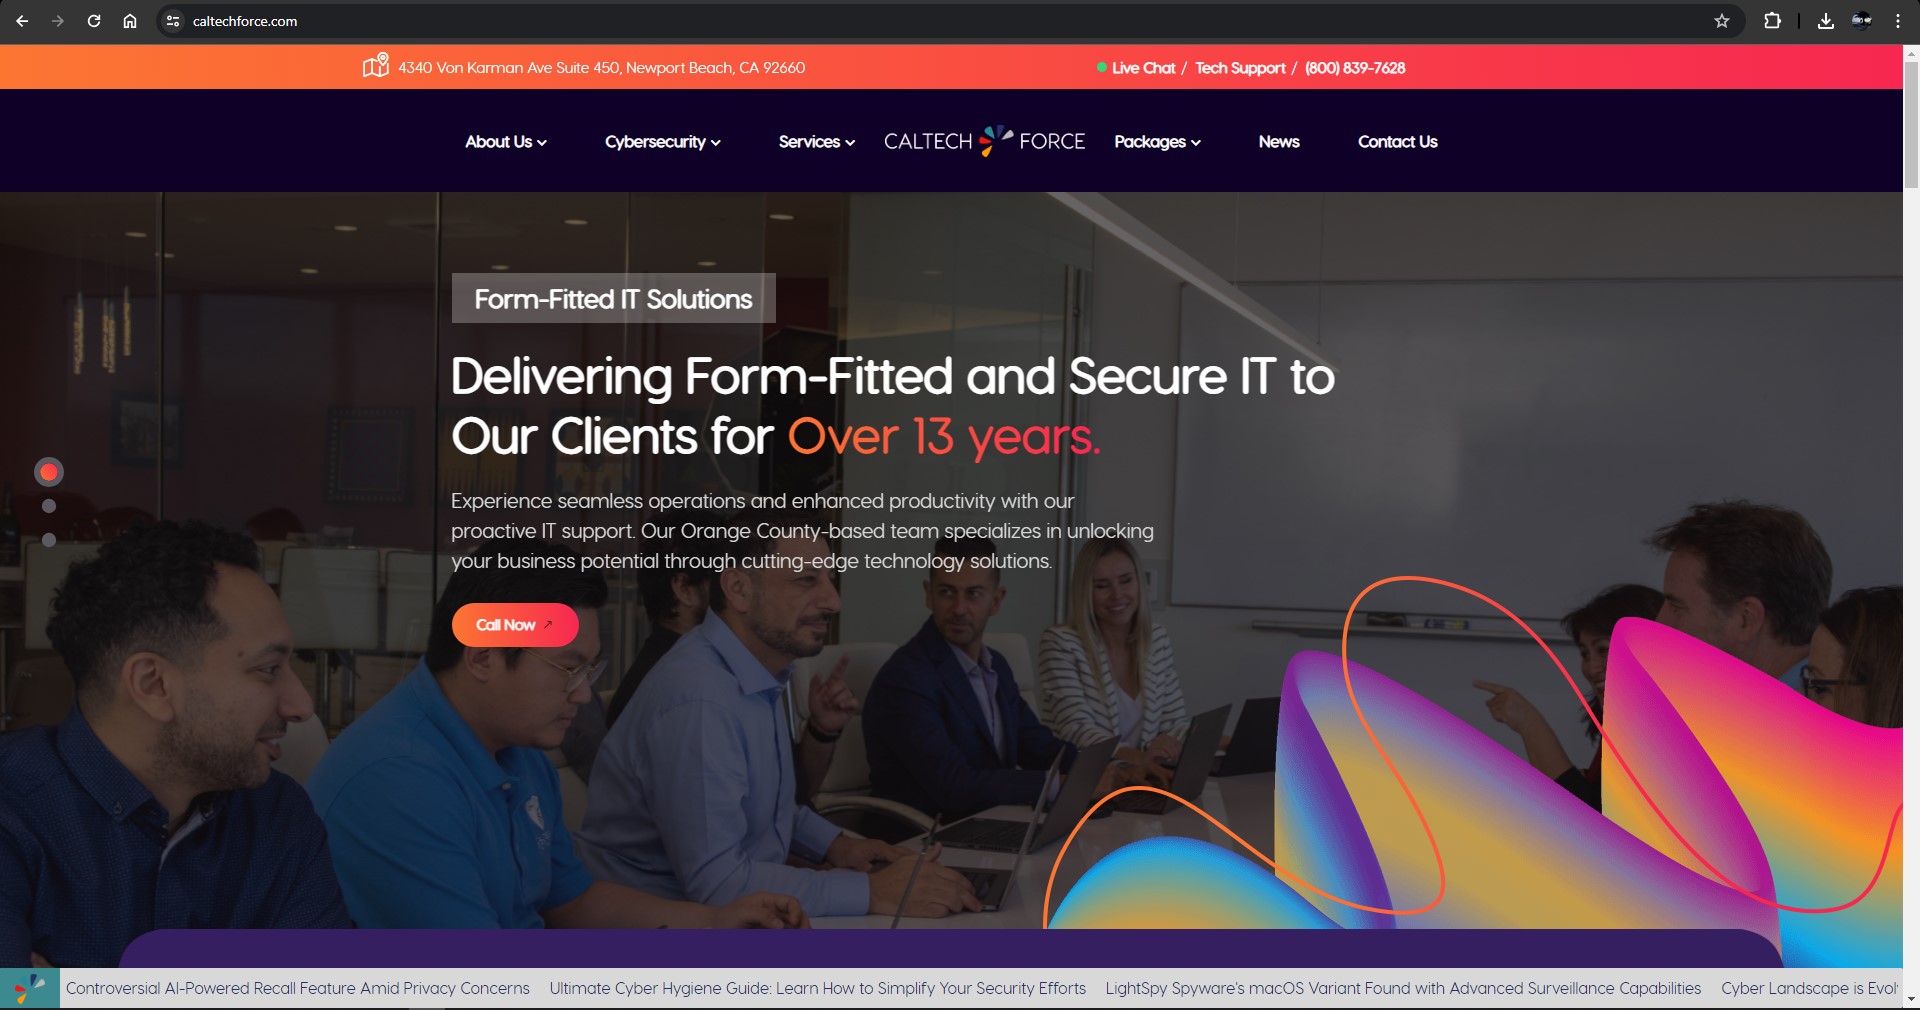 caltechforce.com
4340 Von Karman Ave Suite 450, Newport Beach, CA 92660
Live Chat / Tech Support / (800) 839-7628
About Us Cybersecurity Services CALTECH FORCE Packages News Contact Us
Form-Fitted IT Solutions
Delivering Form-Fitted and Secure IT to
Our Clients for Over 13 years.
Experience seamless operations and enhanced productivity with our
proactive IT support. Our Orange County-based team specializes in unlocking
your business potential through cutting-edge technology solutions.
Call Now
Controversial AI-Powered Recall Feature Amid Privacy Concerns Ultimate Cyber Hygiene Guide: Learn How to Simplify Your Security Efforts LightSpy Spyware's macOS Variant Found with Advanced Surveillance Capabilities Cyber Landscape is Evol